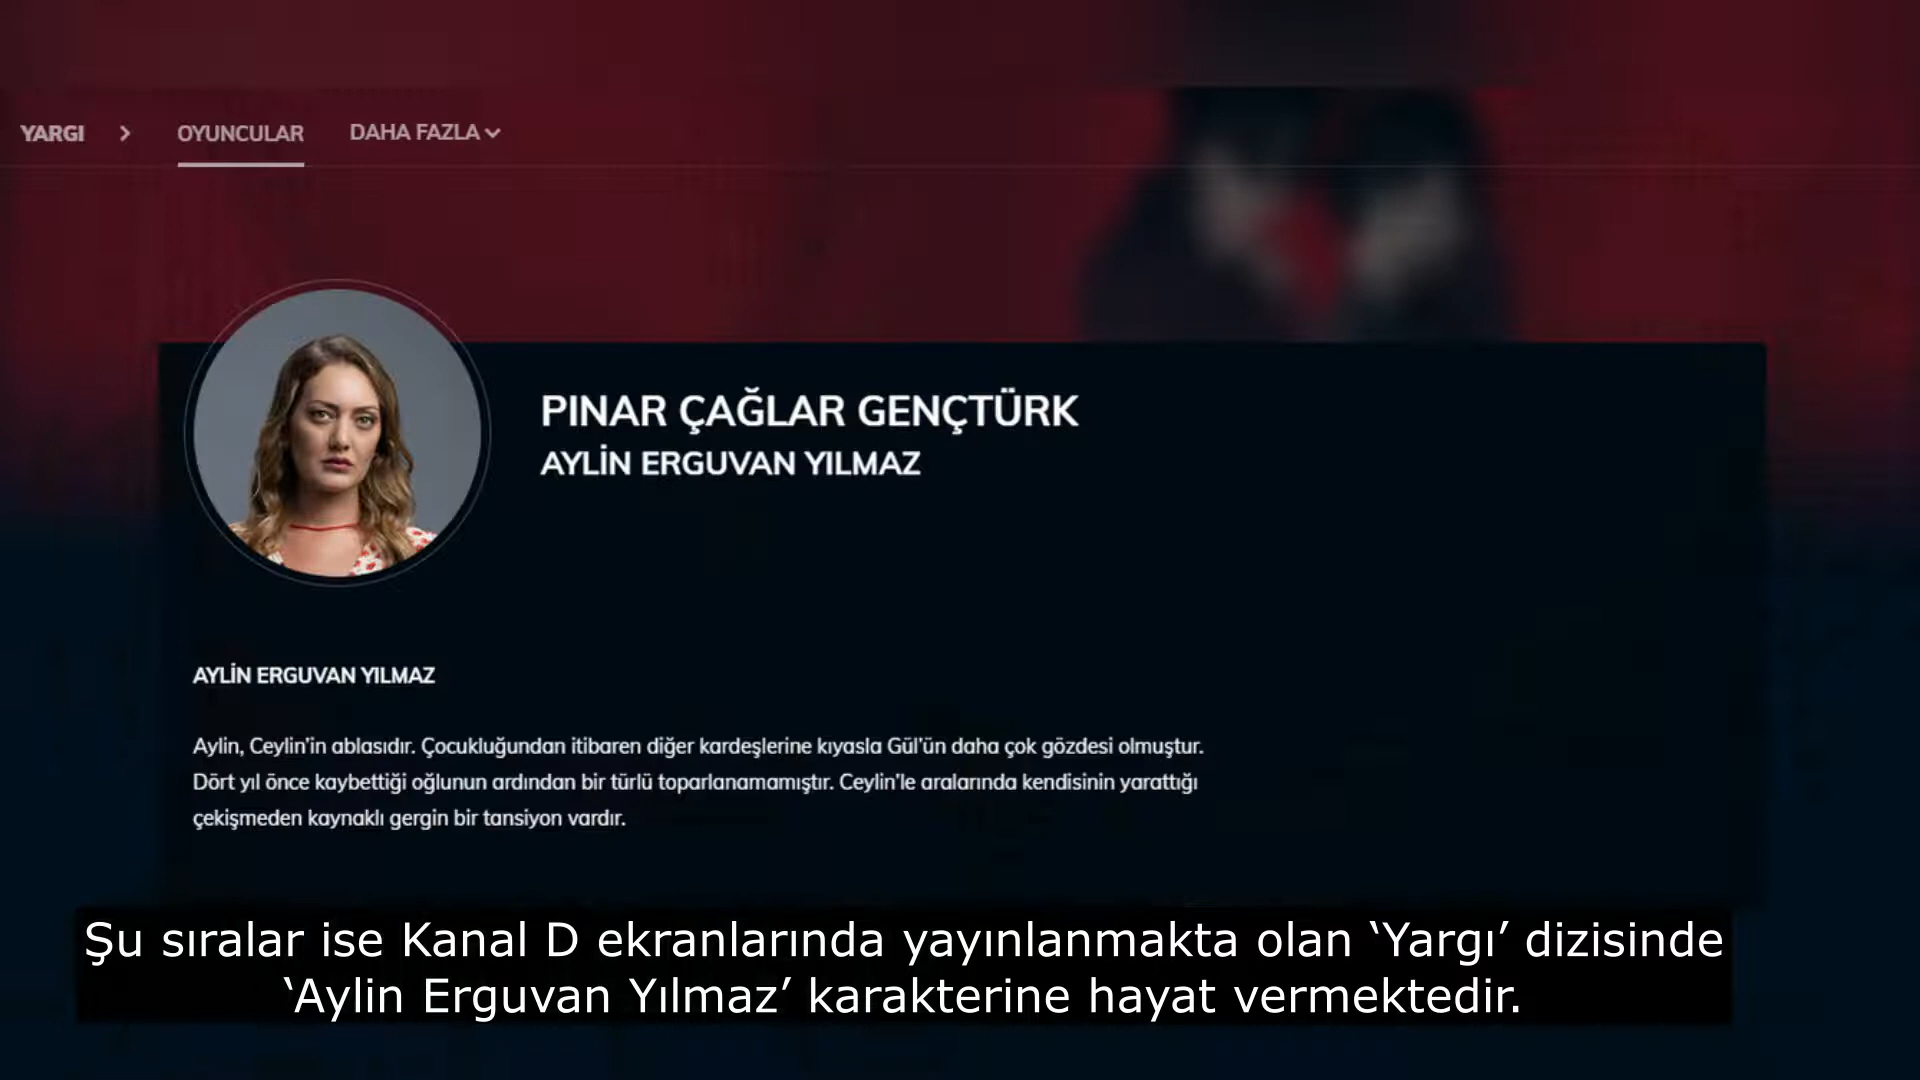 YARGI > OYUNCULAR DAHA FAZLA
PINAR ÇAĞLAR GENÇTÜRK
AYLİN ERGUVAN YILMAZ
AYLİN ERGUVAN YILMAZ
Aylin, Ceylin'in ablasıdır. Çocukluğundan itibaren diğer kardeşlerine kıyasla Gül'ün daha çok gözdesi olmuştur.
Dört yıl önce kaybettiği oğlunun ardından bir türlü toparlanamamıştır. Ceylin'le aralarında kendisinin yarattığı
çekişmeden kaynaklı gergin bir tansiyon vardır.
Şu sıralar ise Kanal D ekranlarında yayınlanmakta olan ‘Yargı’ dizisinde
‘Aylin Erguvan Yılmaz’ karakterine hayat vermektedir.